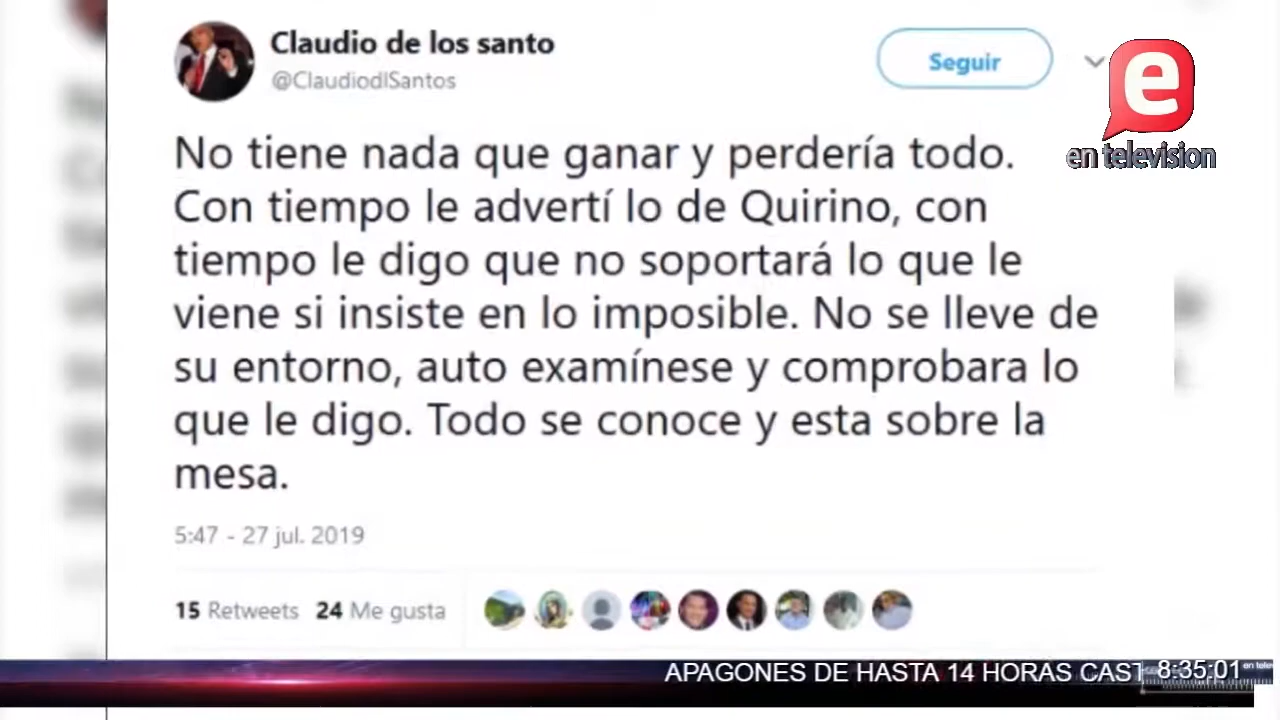 Claudio de los santo
@ClaudiodlSantos
Seguir
e
en television
No tiene nada que ganar y perdería todo.
Con tiempo le advertí lo de Quirino, con
tiempo le digo que no soportará lo que le
viene si insiste en lo imposible. No se lleve de
su entorno, auto examínese y comprobara lo
que le digo. Todo se conoce y esta sobre la
mesa.
5:47 - 27 jul. 2019
15 Retweets 24 Me gusta
APAGONES DE HASTA 14 HORAS CAST
8:35:01